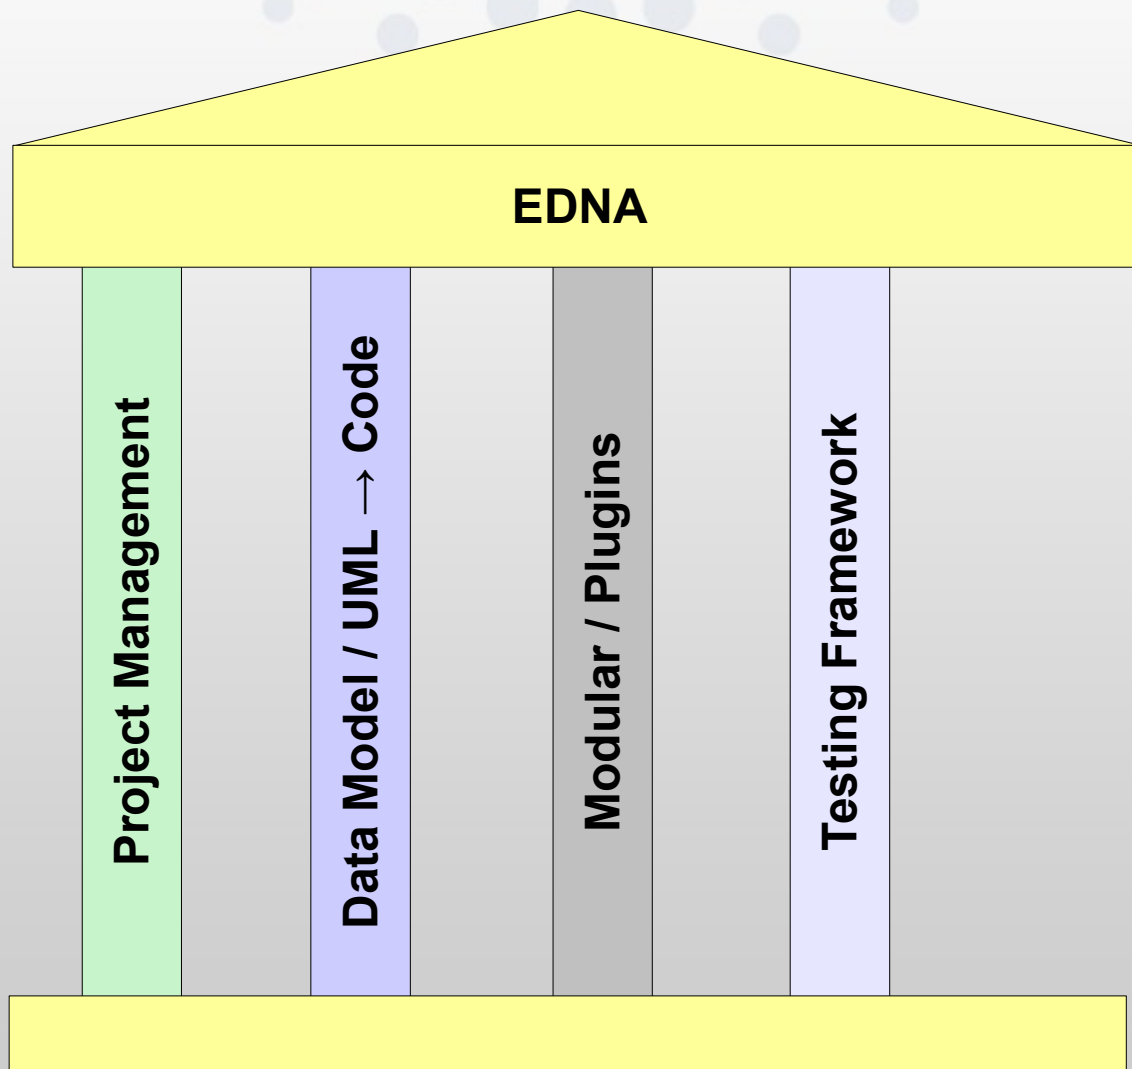 EDNA
Project Management
Data Model / UML → Code
Modular / Plugins
Testing Framework